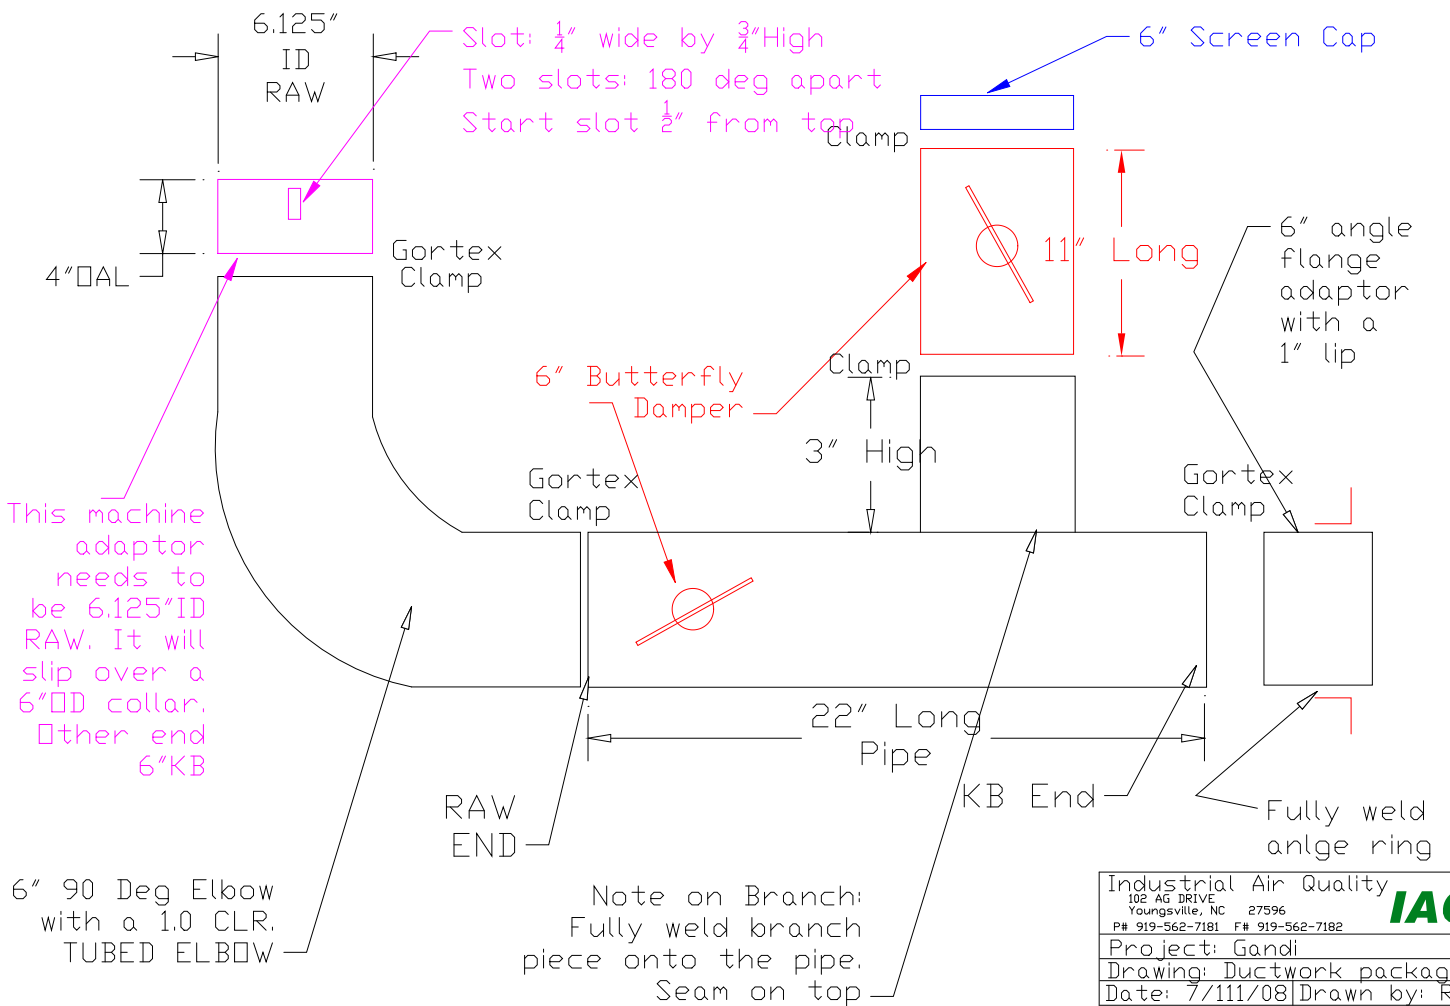 6.125"
ID
RAW
Slot: 1/4" wide by 3/4"High
Two slots: 180 deg apart
Start slot 1/2" from top
6" Screen Cap
Clamp
4"OAL
Gortex
Clamp
11" Long
6" angle
flange
adaptor
with a
1" lip
6" Butterfly
Damper
Clamp
3" High
Gortex
Clamp
Gortex
Clamp
This machine
adaptor
needs to
be 6.125"ID
RAW. It will
slip over a
6"OD collar.
Other end
6"KB
22" Long
Pipe
RAW
END
KB End
Fully weld
anlge ring
6" 90 Deg Elbow
with a 1.0 CLR.
TUBED ELBOW
Note on Branch:
Fully weld branch
piece onto the pipe.
Seam on top
Industrial Air Quality
102 AG DRIVE
Youngsville, NC 27596
P# 919-562-7181 F# 919-562-7182
Project: Gandi
Drawing: Ductwork packag
Date: 7/111/08 Drawn by: R